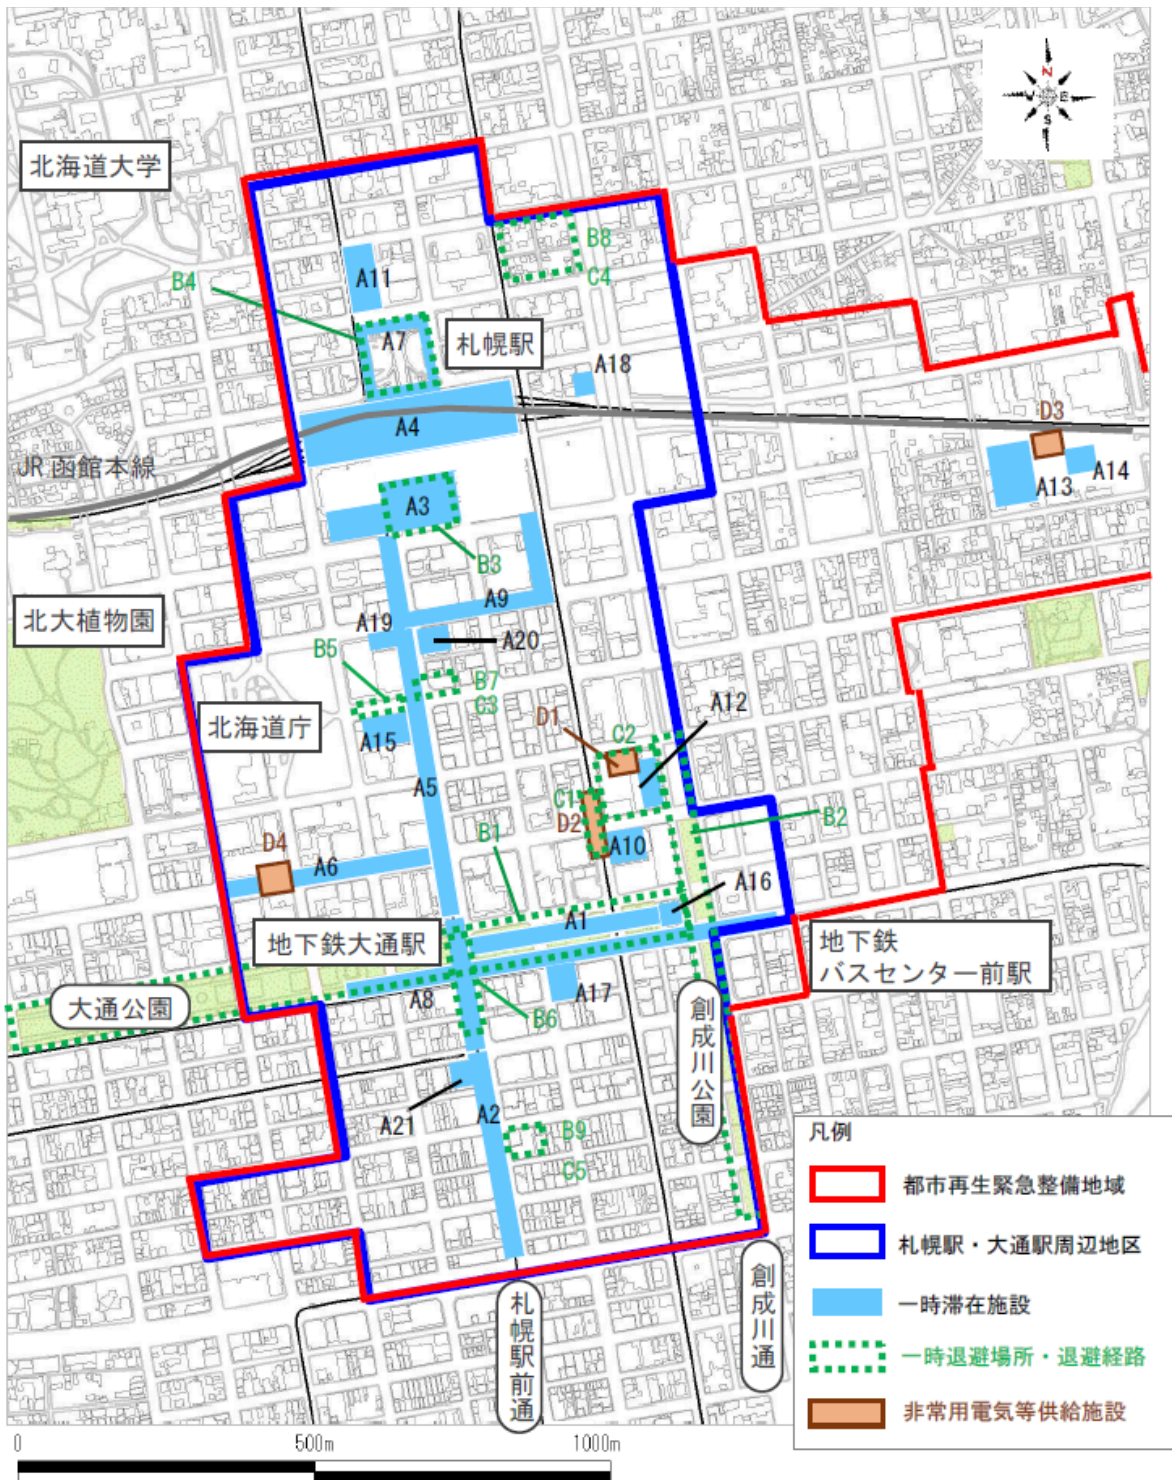 N
W
E
S
北海道大学
B8
C4
B4
A11
A7
札幌駅
A18
A4
D3
JR函館本線
A13
A14
A3
B3
北大植物園
A9
A19
A20
B5
B7
C3
A12
北海道庁
D1
C2
A15
A5
C1
D2
B2
B1
A10
D4
A6
A16
A1
地下鉄大通駅
地下鉄
バスセンター前駅
大通公園
A8
A17
B6
創成川公園
A21
A2
B9
C5
札幌駅前通
創成川通
凡例
都市再生緊急整備地域
札幌駅・大通駅周辺地区
一時滞在施設
一時退避場所・退避経路
非常用電気等供給施設
0
500m
1000m